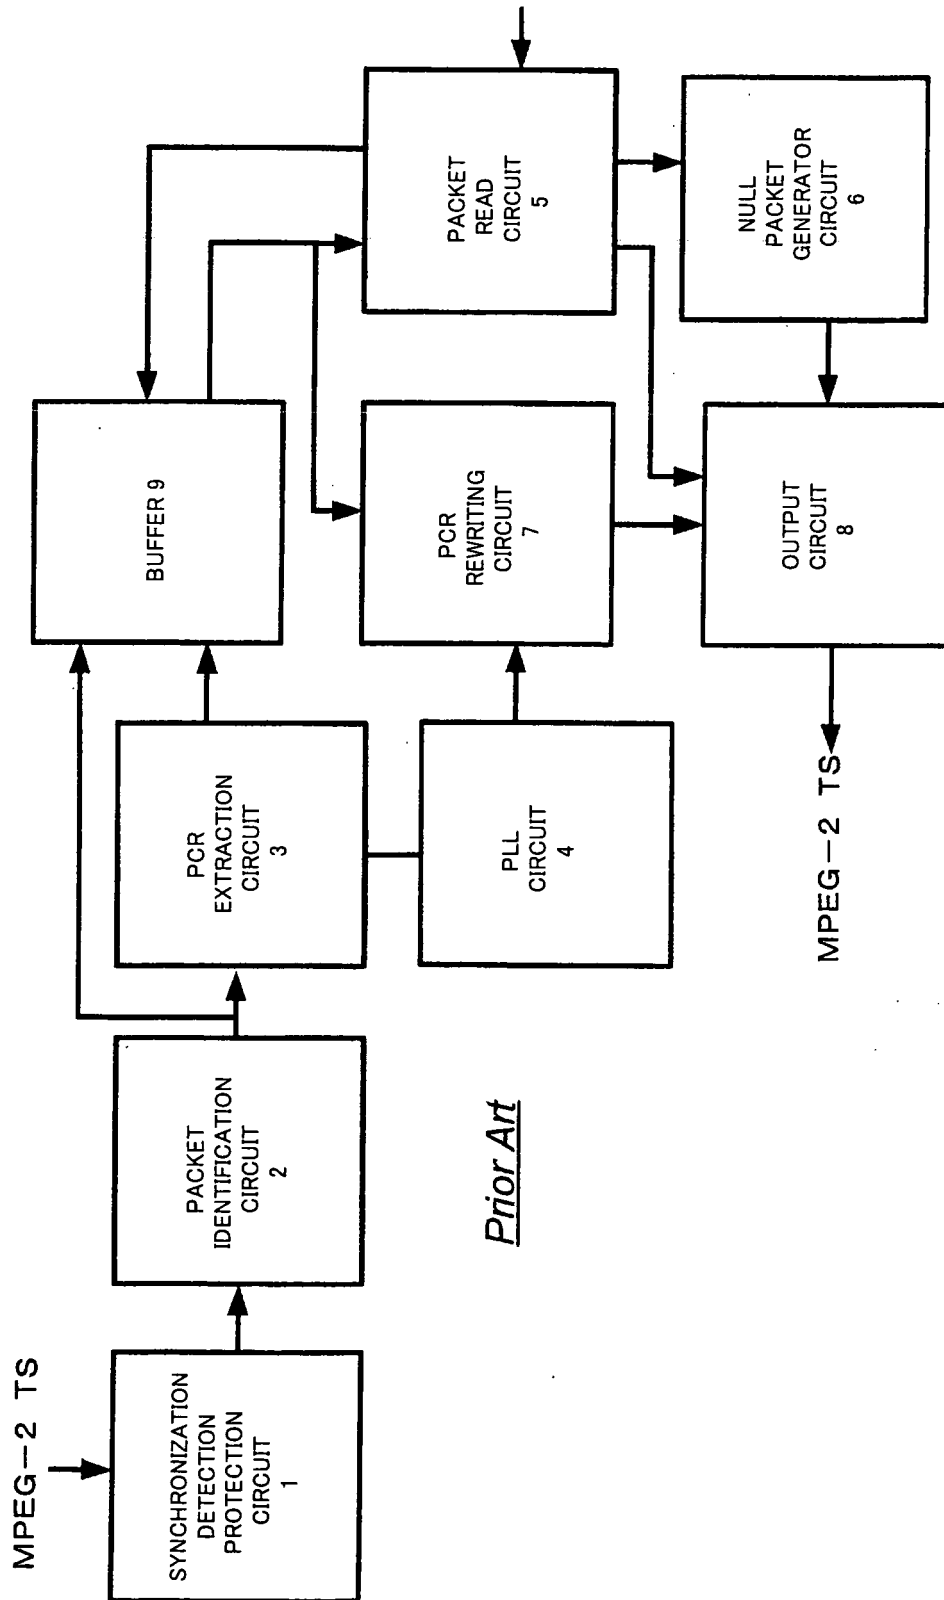 MPEG-2 TS
SYNCHRONIZATION
DETECTION
PROTECTION
CIRCUIT
1
PACKET
IDENTIFICATION
CIRCUIT
2
PCR
EXTRACTION
CIRCUIT
3
BUFFER 9
PLL
CIRCUIT
4
PCR
REWRITING
CIRCUIT
7
PACKET
READ
CIRCUIT
5
NULL
PACKET
GENERATOR
CIRCUIT
6
OUTPUT
CIRCUIT
8
MPEG-2 TS
Prior Art